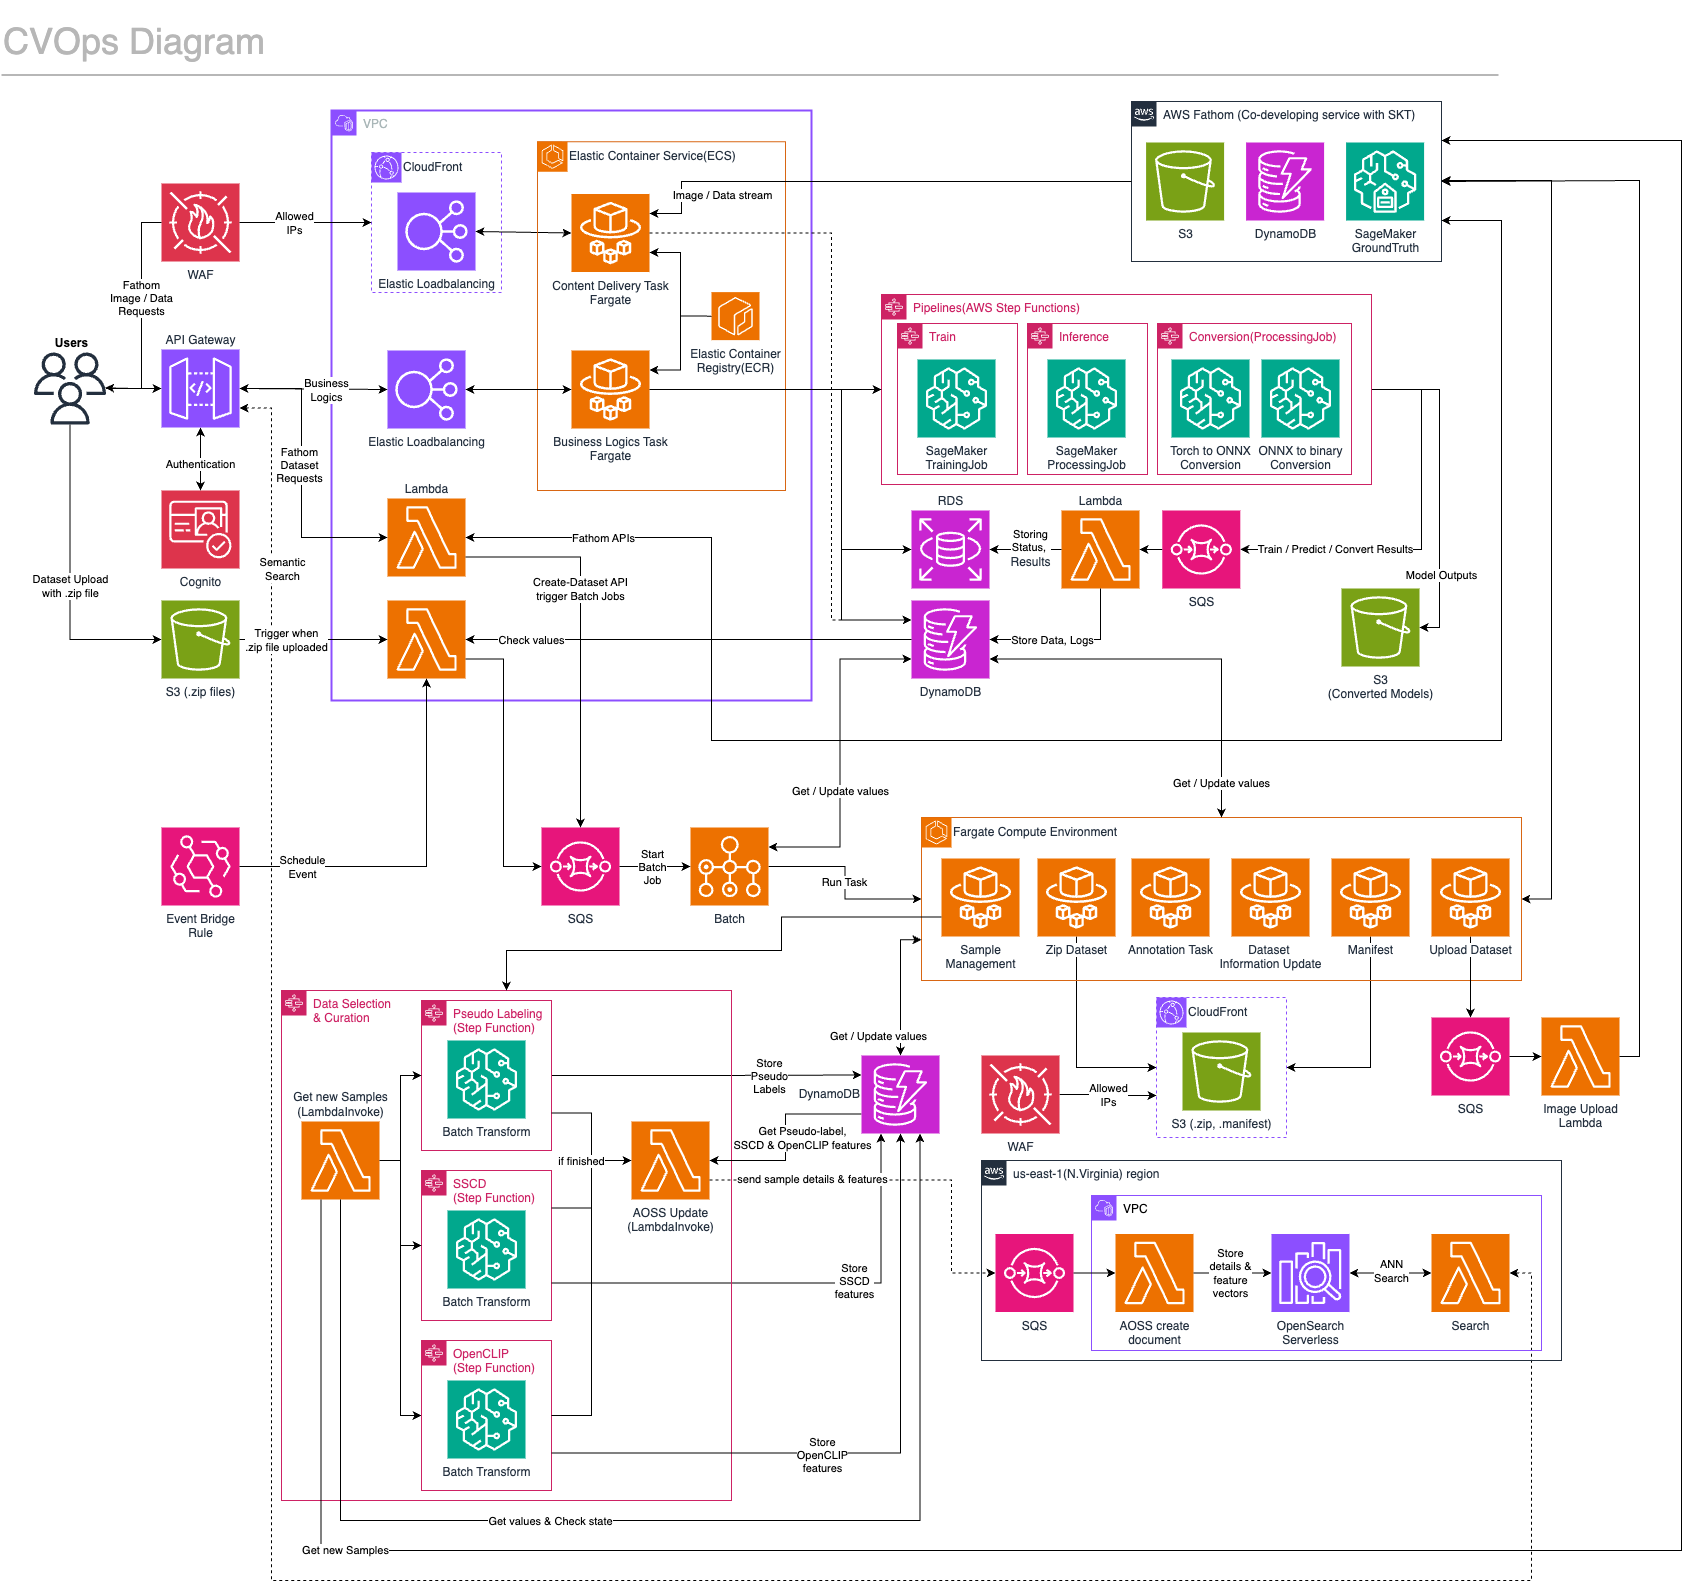 CVOps Diagram
VPC
CloudFront
Elastic Loadbalancing
Elastic Container Service(ECS)
Image / Data stream
Content Delivery Task
Fargate
Elastic Container
Registry(ECR)
Business Logics Task
Fargate
aws
AWS Fathom (Co-developing service with SKT)
S3
DynamoDB
SageMaker
GroundTruth
WAF
Allowed
IPs
Fathom
Image / Data
Requests
Users
API Gateway
Business
Logics
Elastic Loadbalancing
Authentication
Fathom
Dataset
Requests
Cognito
Semantic
Search
Dataset Upload
with .zip file
S3 (.zip files)
Trigger when
.zip file uploaded
Lambda
Fathom APIs
Create-Dataset API
trigger Batch Jobs
Check values
Pipelines(AWS Step Functions)
Train
SageMaker
TrainingJob
Inference
SageMaker
ProcessingJob
Conversion(ProcessingJob)
Torch to ONNX
Conversion
ONNX to binary
Conversion
RDS
Storing
Status,
Results
Lambda
SQS
Train / Predict / Convert Results
Model Outputs
S3
(Converted Models)
Store Data, Logs
DynamoDB
Get / Update values
Get / Update values
Event Bridge
Rule
Schedule
Event
SQS
Start
Batch
Job
Batch
Run Task
Fargate Compute Environment
Sample
Management
Zip Dataset
Annotation Task
Dataset
Information Update
Manifest
Upload Dataset
Data Selection
& Curation
Get new Samples
(LambdaInvoke)
Pseudo Labeling
(Step Function)
Batch Transform
SSCD
(Step Function)
Batch Transform
OpenCLIP
(Step Function)
Batch Transform
if finished
AOSS Update
(LambdaInvoke)
Store
Pseudo
Labels
Get / Update values
DynamoDB
Get Pseudo-label,
SSCD & OpenCLIP features
send sample details & features
Store
SSCD
features
Store
OpenCLIP
features
Get values & Check state
Get new Samples
WAF
Allowed
IPs
CloudFront
S3 (.zip, .manifest)
SQS
Image Upload
Lambda
aws
us-east-1(N.Virginia) region
VPC
SQS
AOSS create
document
Store
details &
feature
vectors
OpenSearch
Serverless
ANN
Search
Search